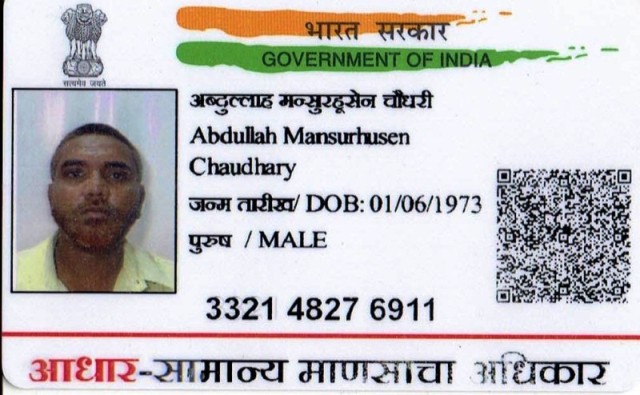 सत्यमेव जयते
भारत सरकार
GOVERNMENT OF INDIA
अब्दुल्लाह मन्सुरहूसेन चौधरी
Abdullah Mansurhusen
Chaudhary
जन्म तारीख/ DOB: 01/06/1973
पुरुष / MALE
3321 4827 6911
आधार-सामान्य माणसाचा अधिकार